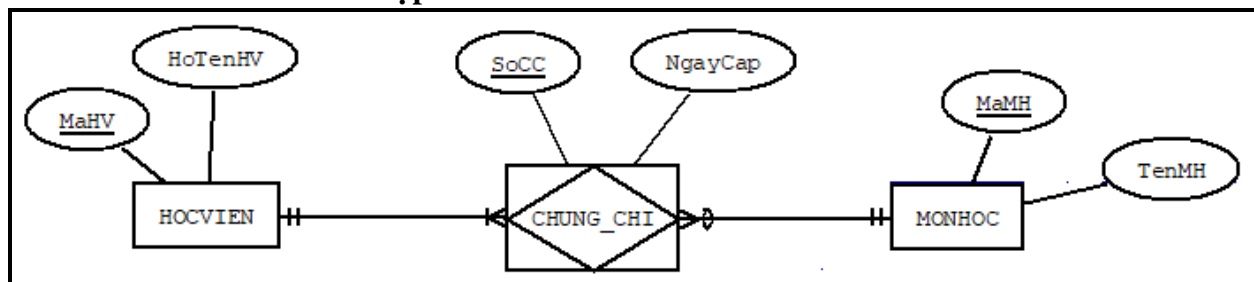 HoTenHV
SoCC
NgayCap
MaHV
MaMH
TenMH
HOCVIEN
CHUNG_CHI
MONHOC